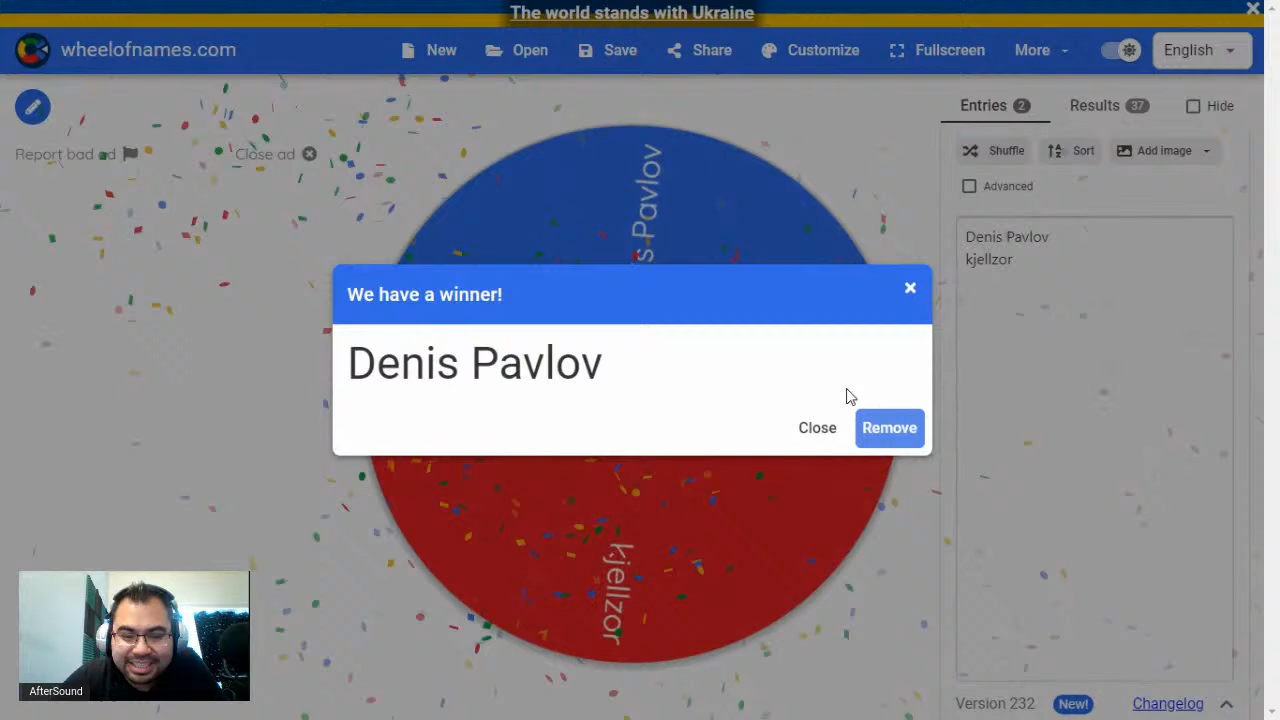 The world stands with Ukraine
wheelofnames.com
New
Open
Save
Share
Customize
Fullscreen
More
English
Report bad ad
Close ad
Entries 2
Results 37
Hide
Shuffle
Sort
Add image
Advanced
Denis Pavlov
kjellzor
s Pavlov
We have a winner!
Denis Pavlov
Close
Remove
kjellzor
AfterSound
Version 232
New!
Changelog